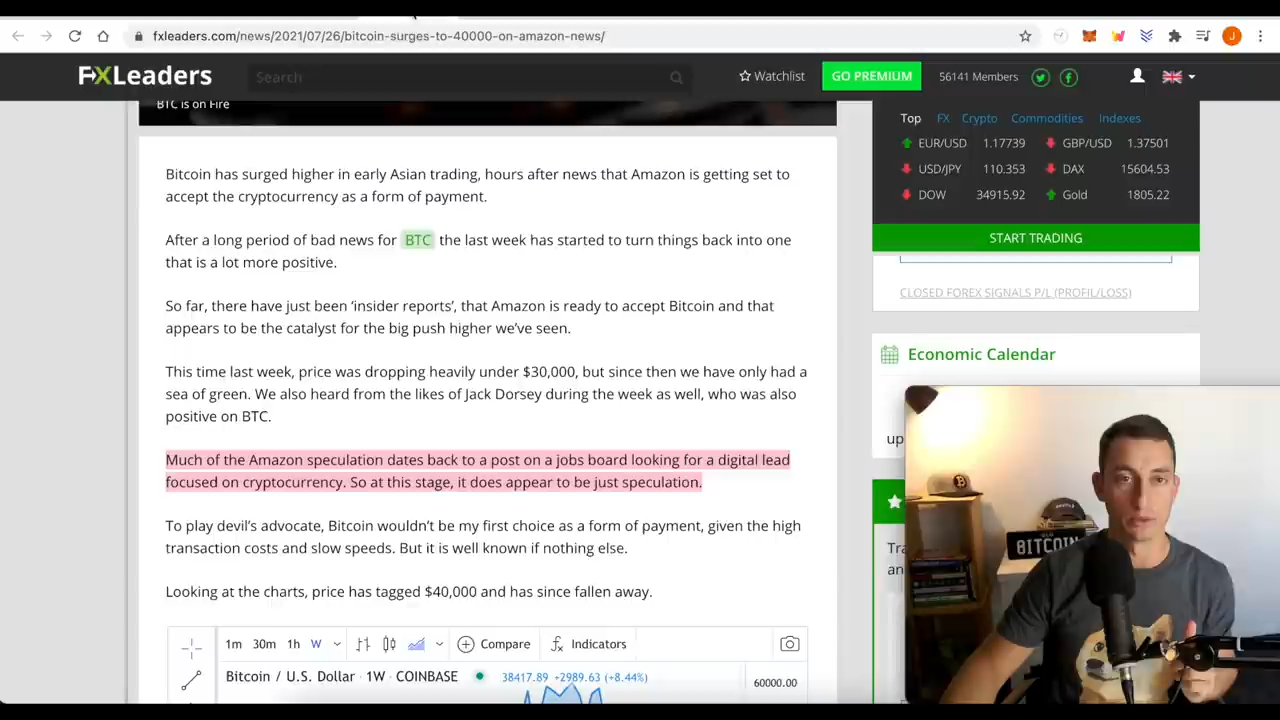 fxleaders.com/news/2021/07/26/bitcoin-surges-to-40000-on-amazon-news/
J
FXLeaders
Search
Watchlist
GO PREMIUM
56141 Members
BTC is on Fire
Top FX Crypto Commodities Indexes
EUR/USD 1.17739 GBP/USD 1.37501
USD/JPY 110.353 DAX 15604.53
DOW 34915.92 Gold 1805.22
START TRADING
CLOSED FOREX SIGNALS P/L (PROFIL/LOSS)
Economic Calendar
up
Tra
an
Bitcoin has surged higher in early Asian trading, hours after news that Amazon is getting set to
accept the cryptocurrency as a form of payment.
After a long period of bad news for BTC the last week has started to turn things back into one
that is a lot more positive.
So far, there have just been ‘insider reports’, that Amazon is ready to accept Bitcoin and that
appears to be the catalyst for the big push higher we’ve seen.
This time last week, price was dropping heavily under $30,000, but since then we have only had a
sea of green. We also heard from the likes of Jack Dorsey during the week as well, who was also
positive on BTC.
Much of the Amazon speculation dates back to a post on a jobs board looking for a digital lead
focused on cryptocurrency. So at this stage, it does appear to be just speculation.
To play devil’s advocate, Bitcoin wouldn’t be my first choice as a form of payment, given the high
transaction costs and slow speeds. But it is well known if nothing else.
Looking at the charts, price has tagged $40,000 and has since fallen away.
1m 30m 1h W Compare Indicators
Bitcoin / U.S. Dollar · 1W · COINBASE 38417.89 +2989.63 (+8.44%)
60000.00
BITCOIN